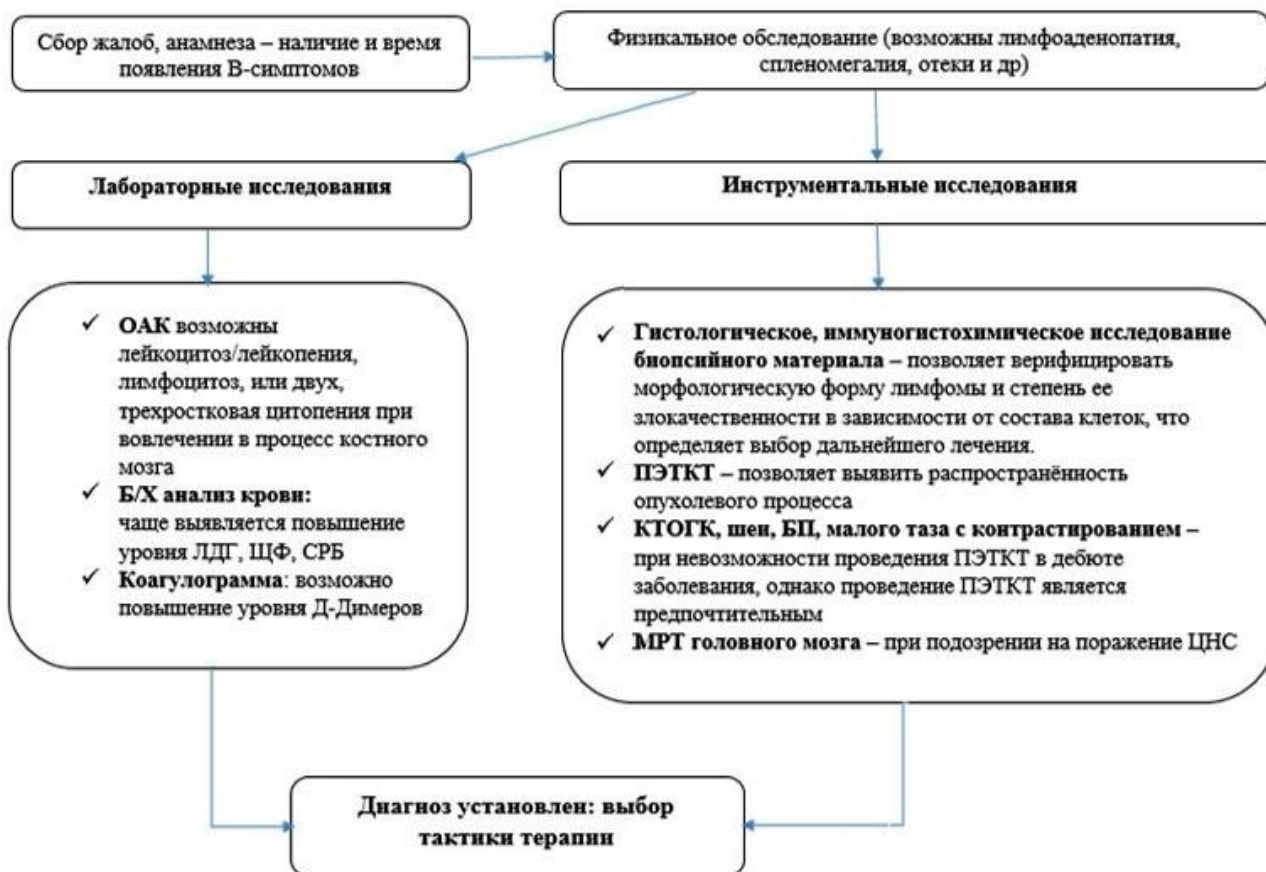 Сбор жалоб, анамнеза – наличие и время
появления В-симптомов
Физикальное обследование (возможны лимфоаденопатия,
спленомегалия, отеки и др)
Лабораторные исследования
Инструментальные исследования
✓ ОАК возможны
лейкоцитоз/лейкопения,
лимфоцитоз, или двух,
трехростковая цитопения при
вовлечении в процесс костного
мозга
✓ Б/Х анализ крови:
чаще выявляется повышение
уровня ЛДГ, ЩФ, СРБ
✓ Коагулограмма: возможно
повышение уровня Д-Димеров
✓ Гистологическое, иммуногистохимическое исследование
биопсийного материала – позволяет верифицировать
морфологическую форму лимфомы и степень ее
злокачественности в зависимости от состава клеток, что
определяет выбор дальнейшего лечения.
✓ ПЭТКТ – позволяет выявить распространённость
опухолевого процесса
✓ КТОГК, шеи, БП, малого таза с контрастированием –
при невозможности проведения ПЭТКТ в дебюте
заболевания, однако проведение ПЭТКТ является
предпочтительным
✓ МРТ головного мозга – при подозрении на поражение ЦНС
Диагноз установлен: выбор
тактики терапии